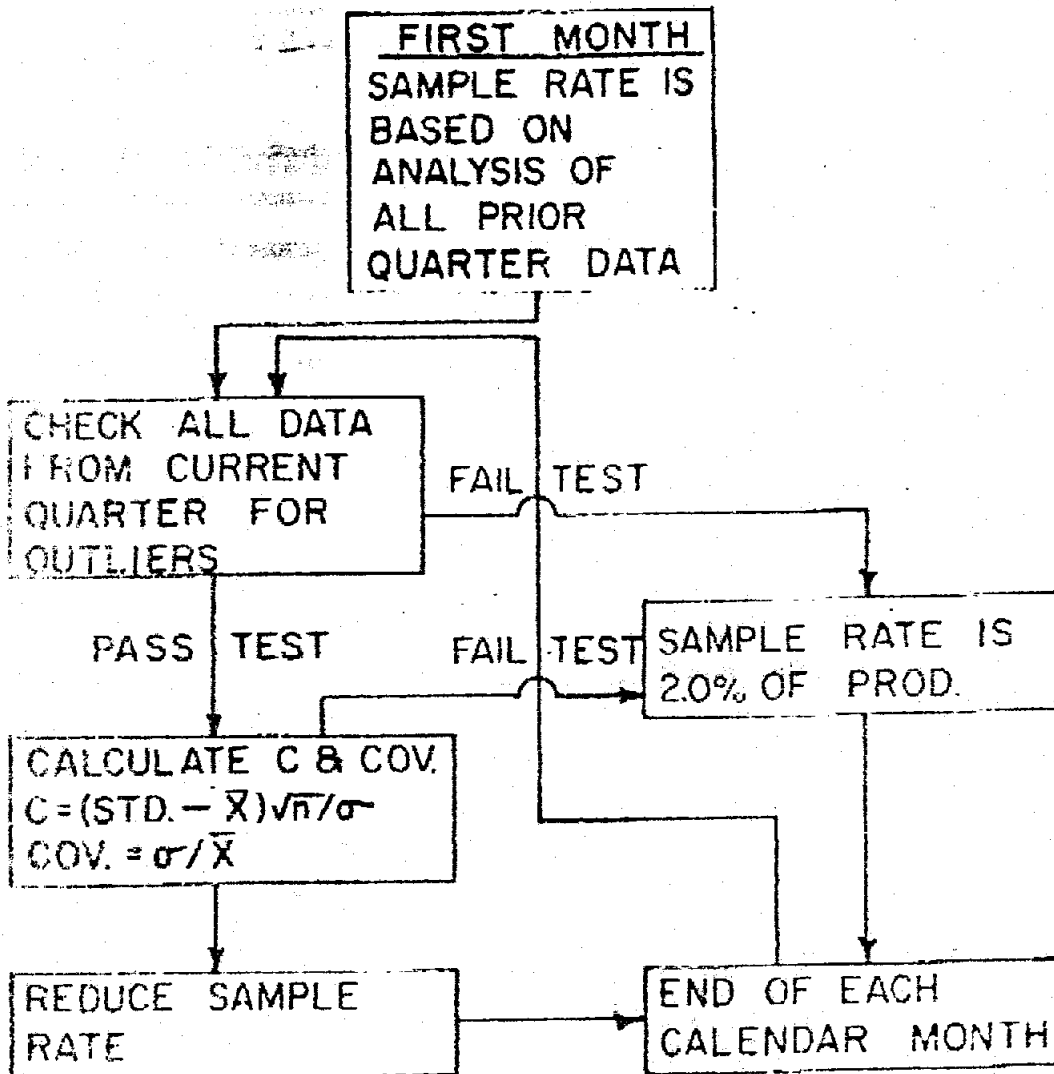 FIRST MONTH
SAMPLE RATE IS
BASED ON
ANALYSIS OF
ALL PRIOR
QUARTER DATA
CHECK ALL DATA
FROM CURRENT
QUARTER FOR
OUTLIERS
FAIL TEST
PASS TEST
FAIL TEST
SAMPLE RATE IS
2.0% OF PROD.
CALCULATE C & COV.
C=(STD.- X̅)√n/σ
COV.=σ/X̅
REDUCE SAMPLE
RATE
END OF EACH
CALENDAR MONTH